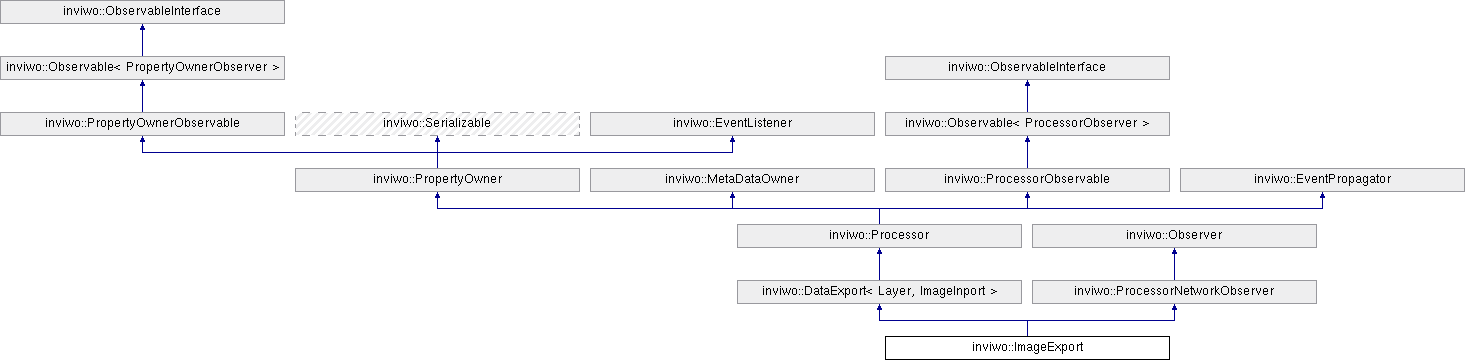 inviwo::ObservableInterface
inviwo::Observable< PropertyOwnerObserver >
inviwo::ObservableInterface
inviwo::PropertyOwnerObservable
inviwo::Serializable
inviwo::EventListener
inviwo::Observable< ProcessorObserver >
inviwo::PropertyOwner
inviwo::MetaDataOwner
inviwo::ProcessorObservable
inviwo::EventPropagator
inviwo::Processor
inviwo::Observer
inviwo::DataExport< Layer, ImageInport >
inviwo::ProcessorNetworkObserver
inviwo::ImageExport